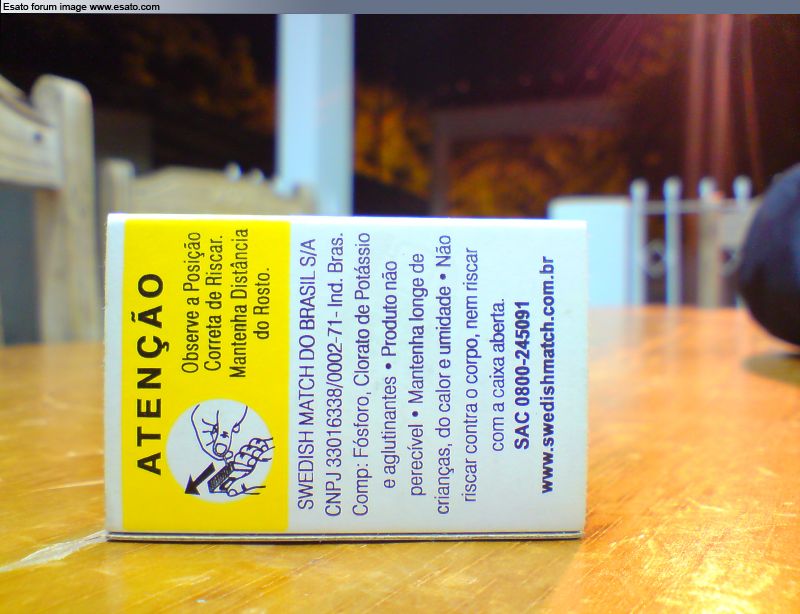 Esato forum image www.esato.com
ATENÇÃO
Observe a Posição
Correta de Riscar.
Mantenha Distância
do Rosto.
SWEDISH MATCH DO BRASIL S/A
CNPJ 33016338/0002-71- Ind. Bras.
Comp: Fósforo, Clorato de Potássio
e aglutinantes • Produto não
perecível • Mantenha longe de
crianças, do calor e umidade • Não
riscar contra o corpo, nem riscar
com a caixa aberta.
SAC 0800-245091
www.swedishmatch.com.br